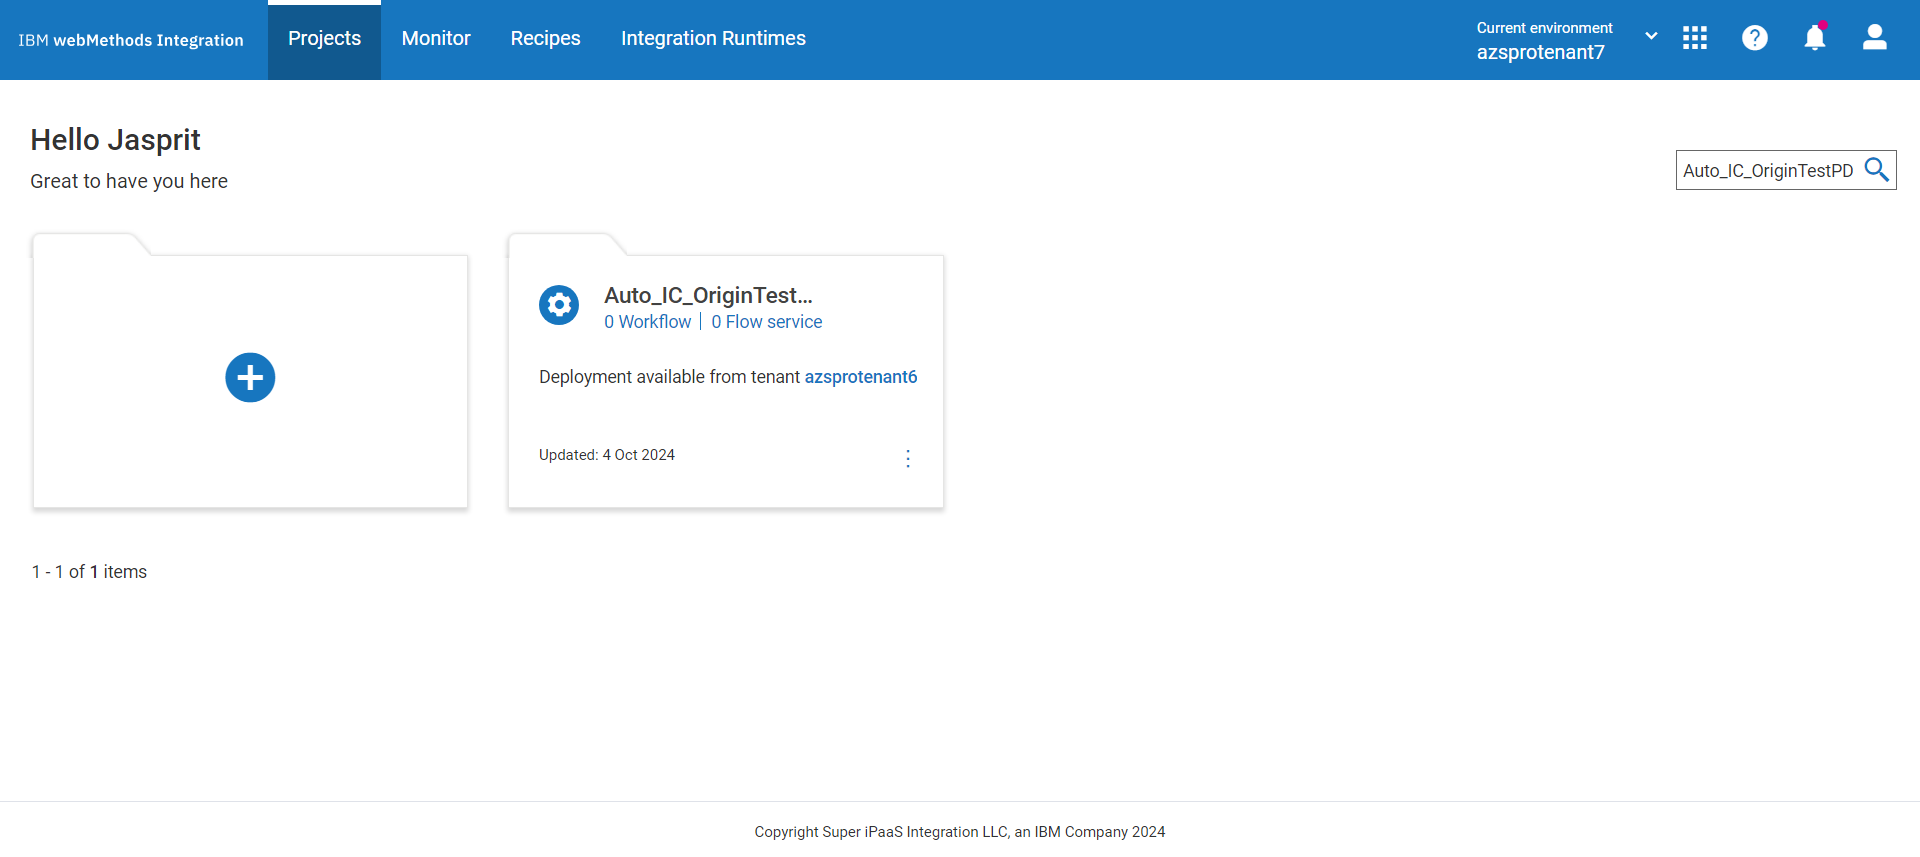 IBM webMethods Integration
Projects
Monitor
Recipes
Integration Runtimes
Current environment
azsprotenant7
Hello Jasprit
Great to have you here
Auto_IC_OriginTestPD
Auto_IC_OriginTest...
0 Workflow | 0 Flow service
Deployment available from tenant azsprotenant6
Updated: 4 Oct 2024
1 - 1 of 1 items
Copyright Super iPaaS Integration LLC, an IBM Company 2024